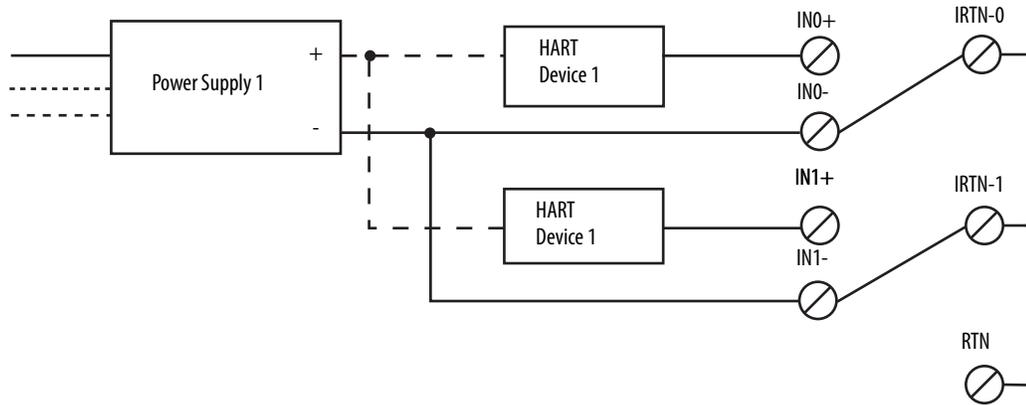 IN0+
IRTN-0
+
HART
Device 1
Power Supply 1
IN0-
-
IN1+
IRTN-1
HART
Device 1
IN1-
RTN